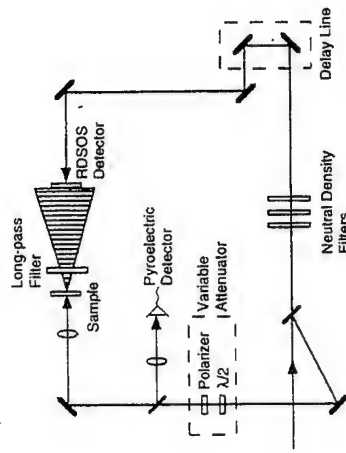 Long-pass
Filter
Sample
RDSOS
Detector
Pyroelectric
Detector
Polarizer
λ/2
Variable
Attenuator
Neutral Density
Filters
Delay Line